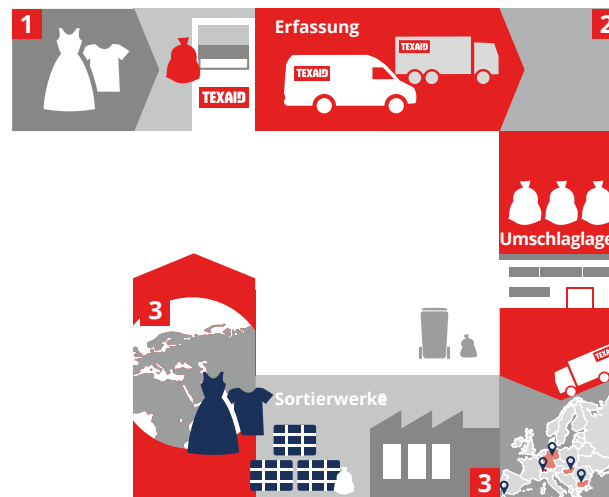 1
Erfassung
2
TEXAID
TEXAID
TEXAID
Umschlaglage
3
Sortierwerke
3